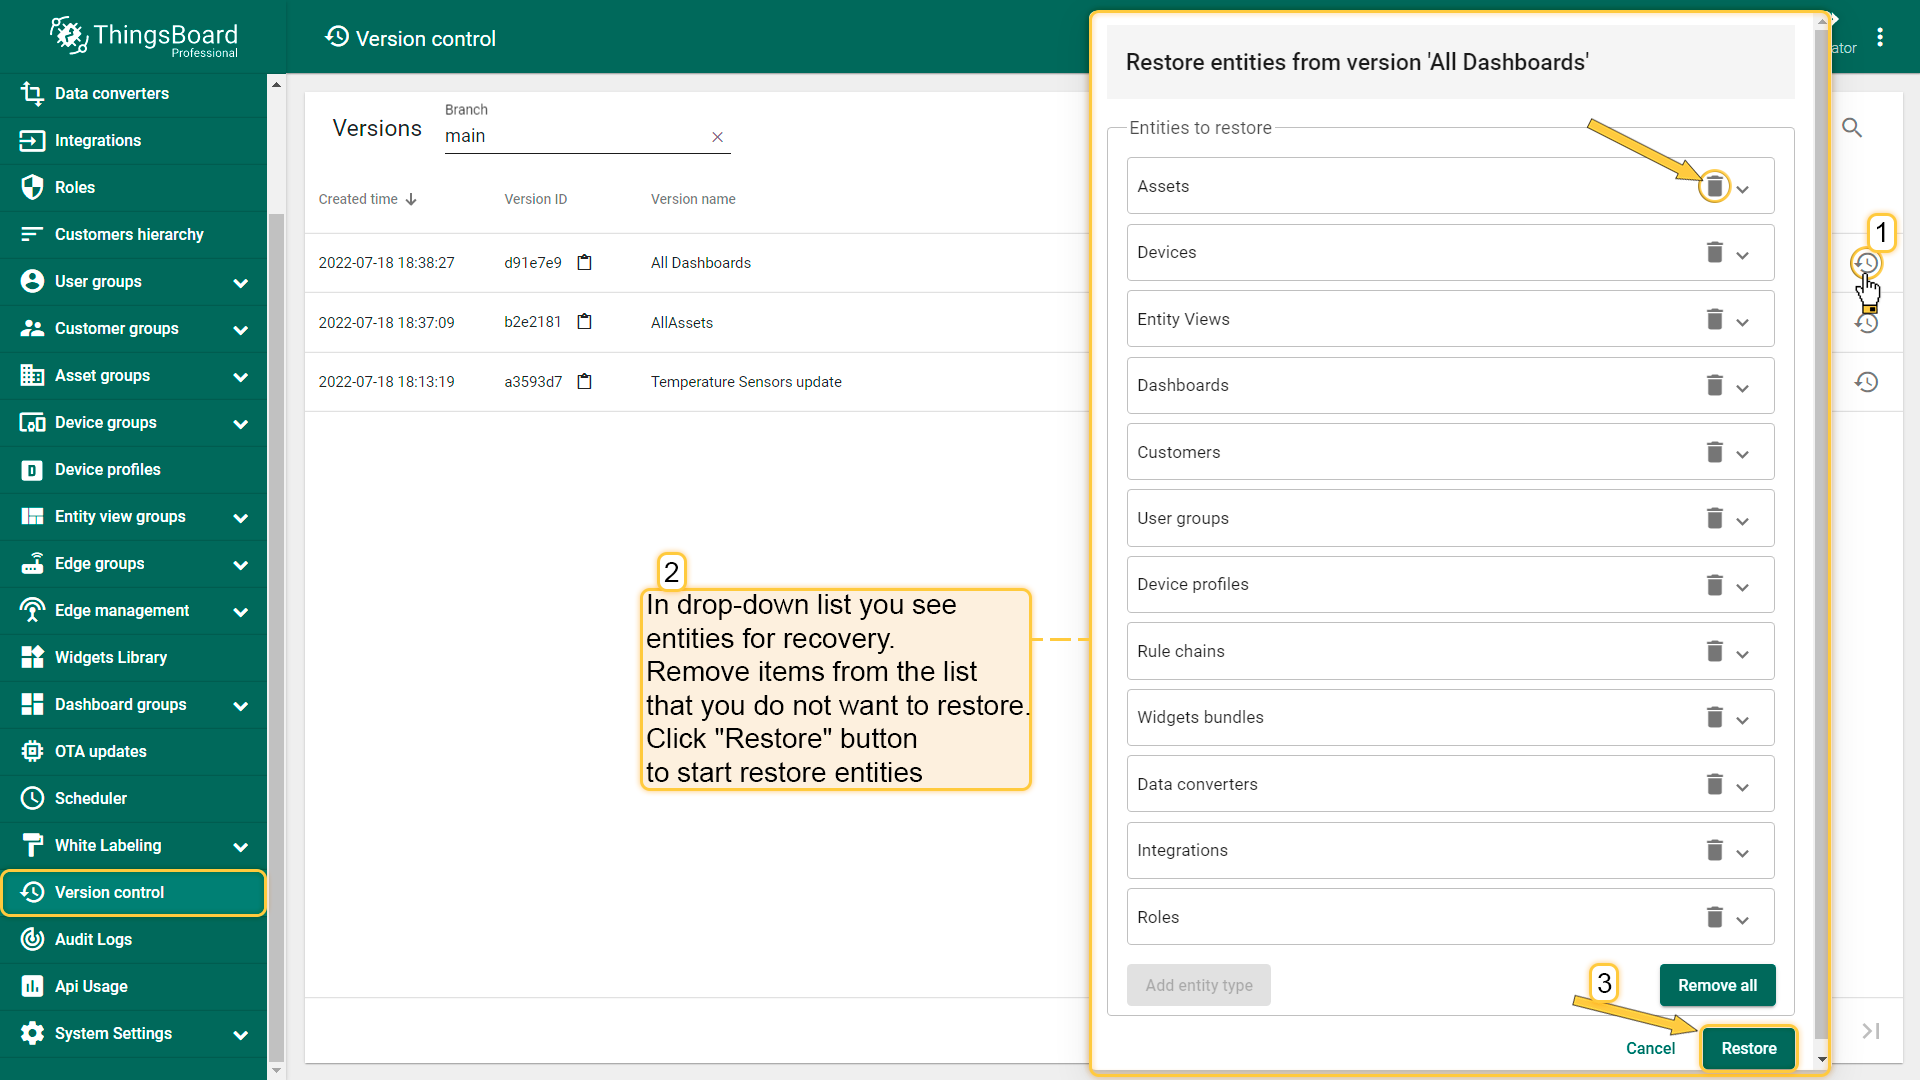 ThingsBoard
Professional
Version control
ator
Data converters
Integrations
Roles
Customers hierarchy
User groups
Customer groups
Asset groups
Device groups
Device profiles
Entity view groups
Edge groups
Edge management
Widgets Library
Dashboard groups
OTA updates
Scheduler
White Labeling
Version control
Audit Logs
Api Usage
System Settings
Versions
Branch
main
Created time
Version ID
Version name
2022-07-18 18:38:27
d91e7e9
All Dashboards
2022-07-18 18:37:09
b2e2181
AllAssets
2022-07-18 18:13:19
a3593d7
Temperature Sensors update
1
2
In drop-down list you see
entities for recovery.
Remove items from the list
that you do not want to restore.
Click "Restore" button
to start restore entities
Restore entities from version 'All Dashboards'
Entities to restore
Assets
Devices
Entity Views
Dashboards
Customers
User groups
Device profiles
Rule chains
Widgets bundles
Data converters
Integrations
Roles
Add entity type
Remove all
3
Cancel
Restore